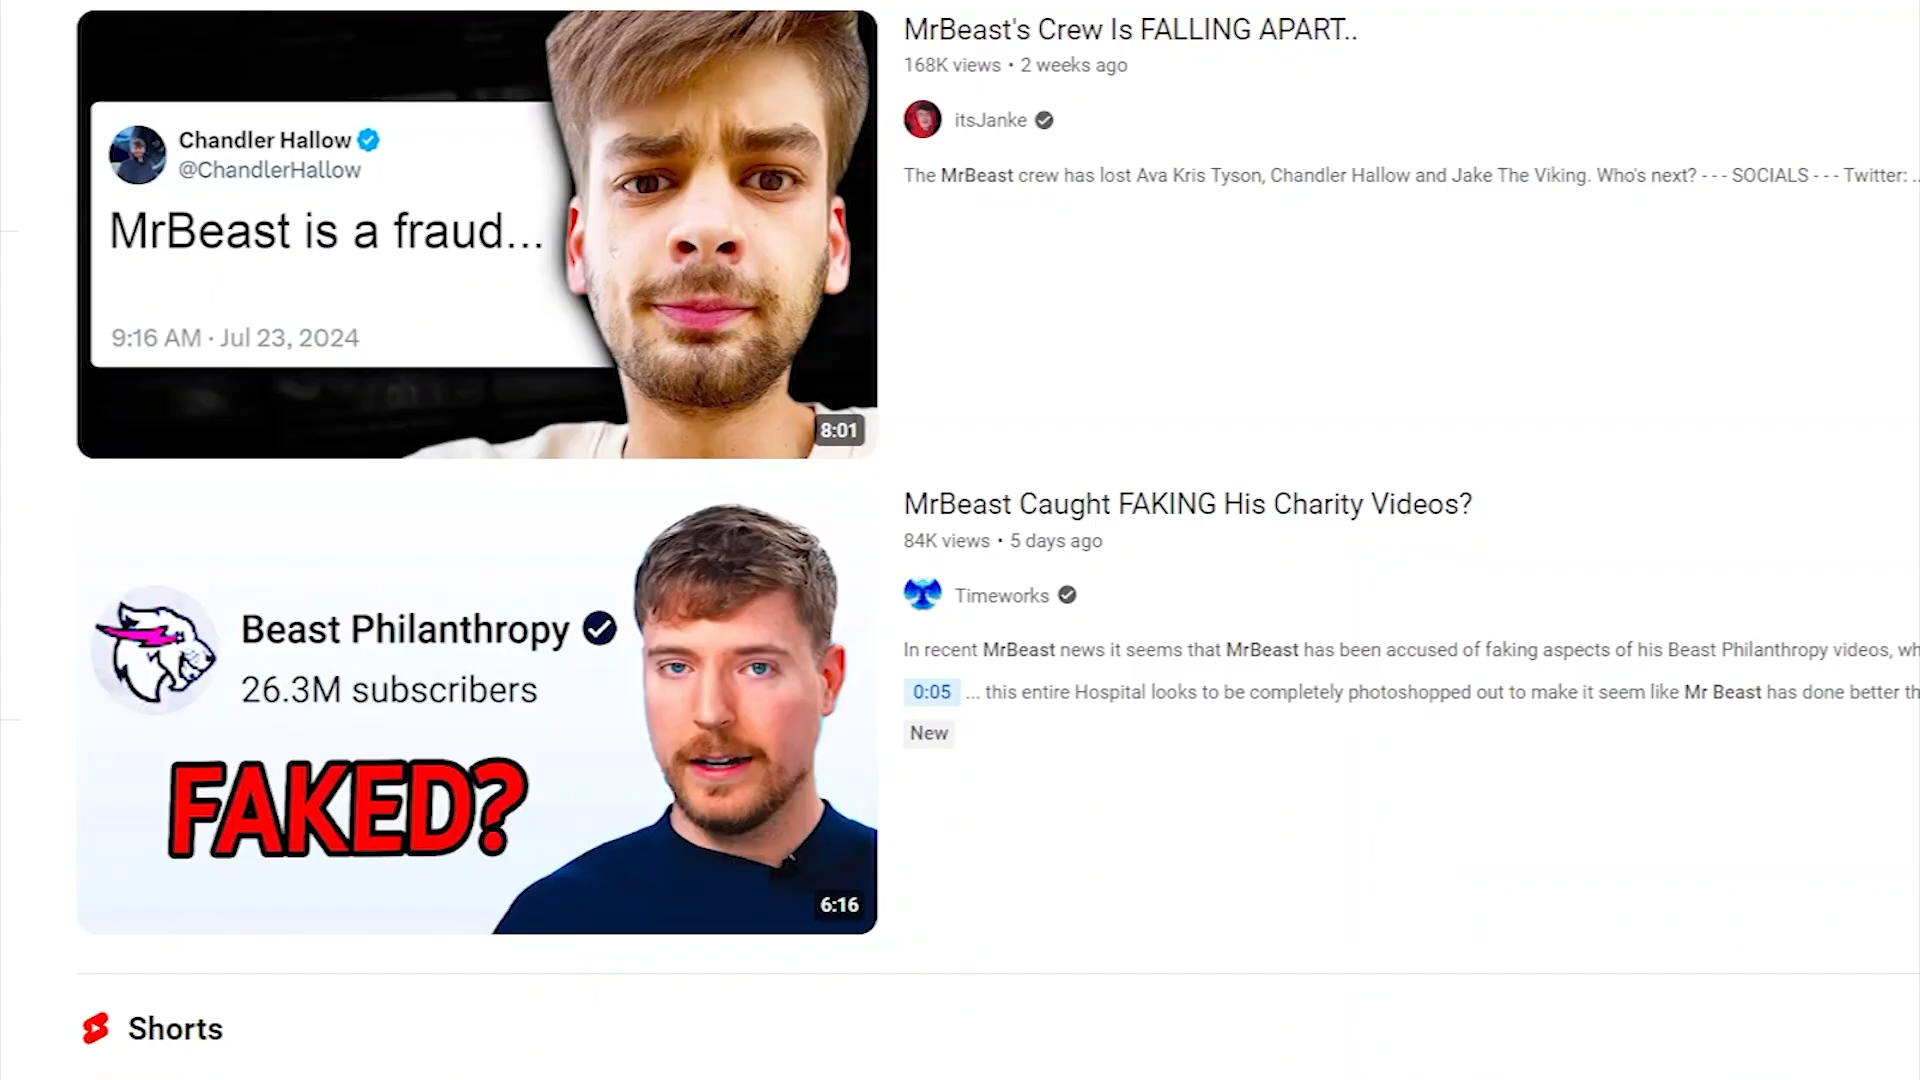 Chandler Hallow
@ChandlerHallow
MrBeast is a fraud...
9:16 AM · Jul 23, 2024
8:01
MrBeast's Crew Is FALLING APART..
168K views • 2 weeks ago
itsJanke
The MrBeast crew has lost Ava Kris Tyson, Chandler Hallow and Jake The Viking. Who's next? - - - SOCIALS - - - Twitter: ..
Beast Philanthropy
26.3M subscribers
FAKED?
6:16
MrBeast Caught FAKING His Charity Videos?
84K views • 5 days ago
Timeworks
In recent MrBeast news it seems that MrBeast has been accused of faking aspects of his Beast Philanthropy videos, wh
0:05 ... this entire Hospital looks to be completely photoshopped out to make it seem like Mr Beast has done better th
New
Shorts